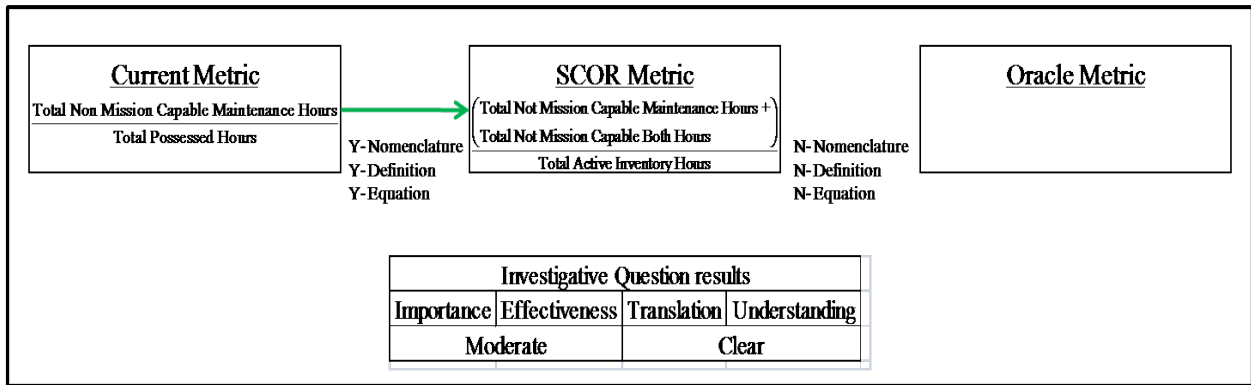 Current Metric
Total Non Mission Capable Maintenance Hours
Total Possessed Hours
Y-Nomenclature
Y-Definition
Y-Equation
SCOR Metric
(Total Not Mission Capable Maintenance Hours +
Total Not Mission Capable Both Hours)
Total Active Inventory Hours
N-Nomenclature
N-Definition
N-Equation
Oracle Metric
Investigative Question results
Importance Effectiveness Translation Understanding
Moderate Clear